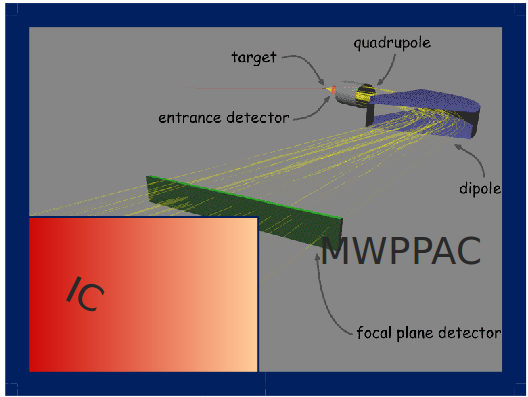 quadrupole
target
entrance detector
dipole
MWPPAC
IC
focal plane detector